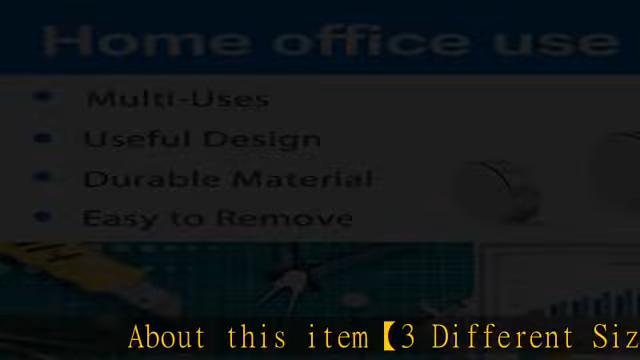 Home office use
Multi-Uses
Useful Design
Durable Material
Easy to Remove
About this item【3 Different Siz